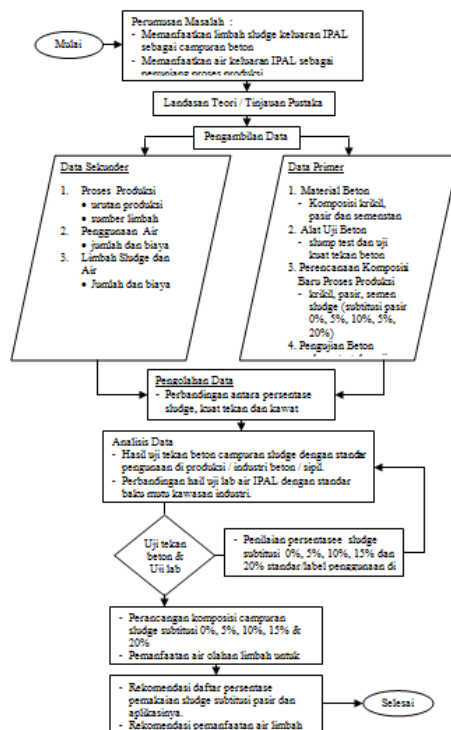 Mulai
Perumusan Masalah :
- Memanfaatkan limbah sludge keluaran IPAL
sebagai campuran beton
- Memanfaatkan air keluaran IPAL sebagai
penunjang proses produksi
Landasan Teori / Tinjauan Pustaka
Pengambilan Data
Data Sekunder
1. Proses Produksi
• urutan produksi
• sumber limbah
2. Penggunaan Air
• jumlah dan biaya
3. Limbah Sludge dan
Air
• Jumlah dan biaya
Data Primer
1. Material Beton
- Komposisi krikil,
pasir dan semenstan
2. Alat Uji Beton
- slump test dan uji
kuat tekan beton
3. Perencanaan Komposisi
Baru Proses Produksi
- krikil, pasir, semen
sludge (subtitusi pasir
0%, 5%, 10%, 5%,
20%)
4. Pengujian Beton
Pengolahan Data
- Perbandingan antara persentase
sludge, kuat tekan dan kawat
Analisis Data
- Hasil uji tekan beton campuran sludge dengan standar
pengunaan di produksi / industri beton / sipil.
- Perbandingan hail uji lab air IPAL dengan standar
baku mutu kawasan industri.
Uji tekan
beton &
Uji lab
- Penilaian persentasee sludge
subtitusi 0%, 5%, 10%, 15% dan
20% standar/label penggunaan di
- Perancangan komposisi campuran
sludge subtitusi 0%, 5%, 10%, 15% &
20%
- Pemanfaatan air olahan limbah untuk
- Rekomendasi daftar persentase
pemakaian sludge subtitusi pasir dan
aplikasinya.
- Rekomendasi pemanfaatan air limbah
Selesai